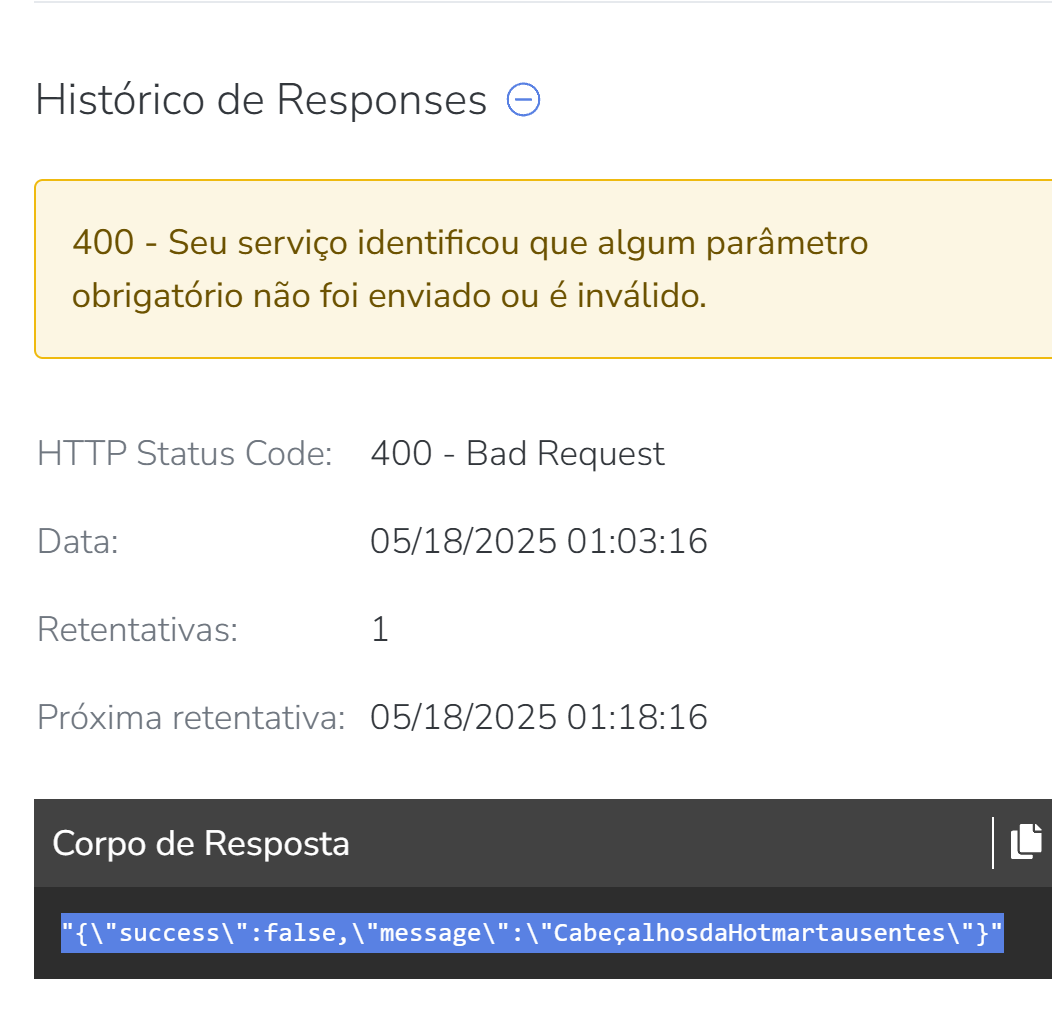 Histórico de Responses
400 - Seu serviço identificou que algum parâmetro
obrigatório não foi enviado ou é inválido.
HTTP Status Code: 400 - Bad Request
Data: 05/18/2025 01:03:16
Retentativas: 1
Próxima retentativa: 05/18/2025 01:18:16
Corpo de Resposta
"{\"success\":false,\"message\":\"CabeçalhosdaHotmartausentes\"}"